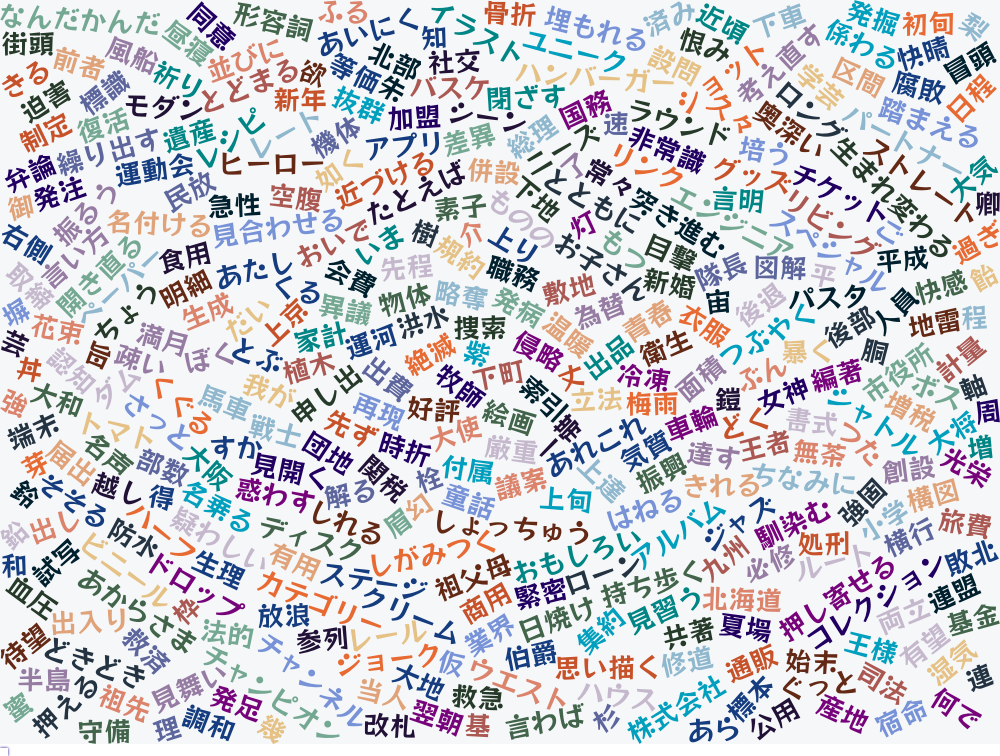 なんだかんだ
昼寝
同意
形容詞
ふる
あいにく
知
イラスト
骨折
埋もれる
済み
近頃
下車
発掘
初旬
梨
街頭
前者
風船
祈り
並びに
欲
等価
北部
朱
社交
ユニーク
恨み
設問
ヨット
答え直す
係わる
快晴
冒頭
きる
迫害
標識
モダン
とどまる
新年
抜群
バスケ
閉ざす
ハンバーガー
学芸
区間
腐敗
日程
制定
復活
遺産
レシピ
レート
機体
加盟
シーン
国務
速
ラウンド
ショック
々
奥深い
ロング
パートナー
踏まえる
弁論
繰り出す
運動会
ヒーロー
如く
アプリ
差異
総理
ニーズ
非常識
培う
生まれ変わる
ストレート
大気
御
発注
振るう
民放
急性
空腹
近づける
たとえば
併設
下地
へ
常々
リンク
グッズ
チケット
卿
右側
言い方
名付ける
見合わせる
おいで
いま
樹
素子
ものの
とともに
灯
突き進む
エンジニア
言明
リビング
ご
過ぎ
取締
開き直る
ペーパー
食用
あたし
会費
先程
規約
介
上り
お子さん
もつ
目撃
スペシャル
平成
塀
花束
ちょう
明細
くる
異議
物体
略奪
職務
発病
敷地
新婚
隊長
図解
平
快感
飴
芸
旨
満月
生成
だい
上京
家計
運河
洪水
捜索
温暖
為替
青春
宙
後退
パスタ
人員
地雷
程
丼
認知
疎い
ぼく
とぶ
植木
出費
絶滅
紫
侵略
出品
衛生
衣服
つぶやく
後部
胴
計量
強
大和
ダム
くぐる
我が
申し出
再現
牧師
下町
丈
冷凍
面積
ぶん
暴く
市役所
軸
端末
トマト
さっと
馬車
戦士
先ず
好評
絵画
索引
帯
立法
梅雨
鎧
女神
編著
ボス
周
芽
届出
名声
部数
大阪
すか
団地
時折
大使
厳重
あれこれ
気質
車輪
どく
書式
シャトル
増税
大将
増
鈴
そそる
越し
得
名乗る
見開く
関税
怪
付属
議案
上達
振興
達す
王者
無茶
つた
創設
光栄
鉛
出し
防水
ハーフ
疑わしい
惑わす
解る
眉
幻
童話
上旬
はねる
きれる
ちなみに
強固
構図
和
試写
ビニール
ドロップ
生理
ディスク
しれる
しょっちゅう
おもしろい
アルバム
ジャズ
馴染む
小学
旅費
血圧
あからさま
枠
有用
ステージ
しがみつく
祖父母
緊密
ローン
九州
必修
処刑
横行
待望
出入り
救済
法的
放浪
カテゴリー
クリーム
商用
日焼け
持ち歩く
北海道
ルート
押し寄せる
コレクション
敗北
半島
どきどき
チャンピオン
チャンネル
参列
レール
業界
集約
見習う
共著
夏場
両立
連盟
蜜
押える
祖先
見舞い
ジョーク
仮
伯爵
思い描く
修道
通販
始末
王様
有望
基金
守備
理
発足
調和
幾
当人
大地
ウエスト
ハウス
株式会社
標本
ぐっと
司法
湿気
連
改札
翌朝
救急
基
言わば
杉
あら
公用
産地
宿命
何で